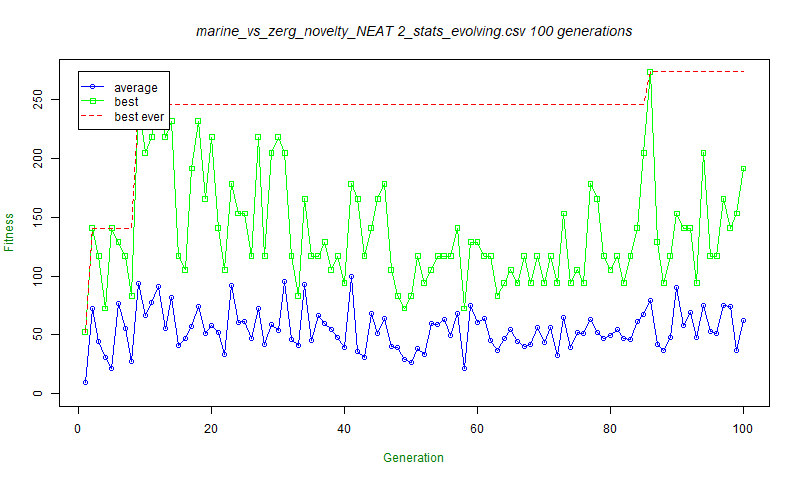 marine_vs_zerg_novelty_NEAT 2_stats_evolving.csv 100 generations
average
best
best ever
Fitness
250
200
150
100
50
0
0 20 40 60 80 100
Generation